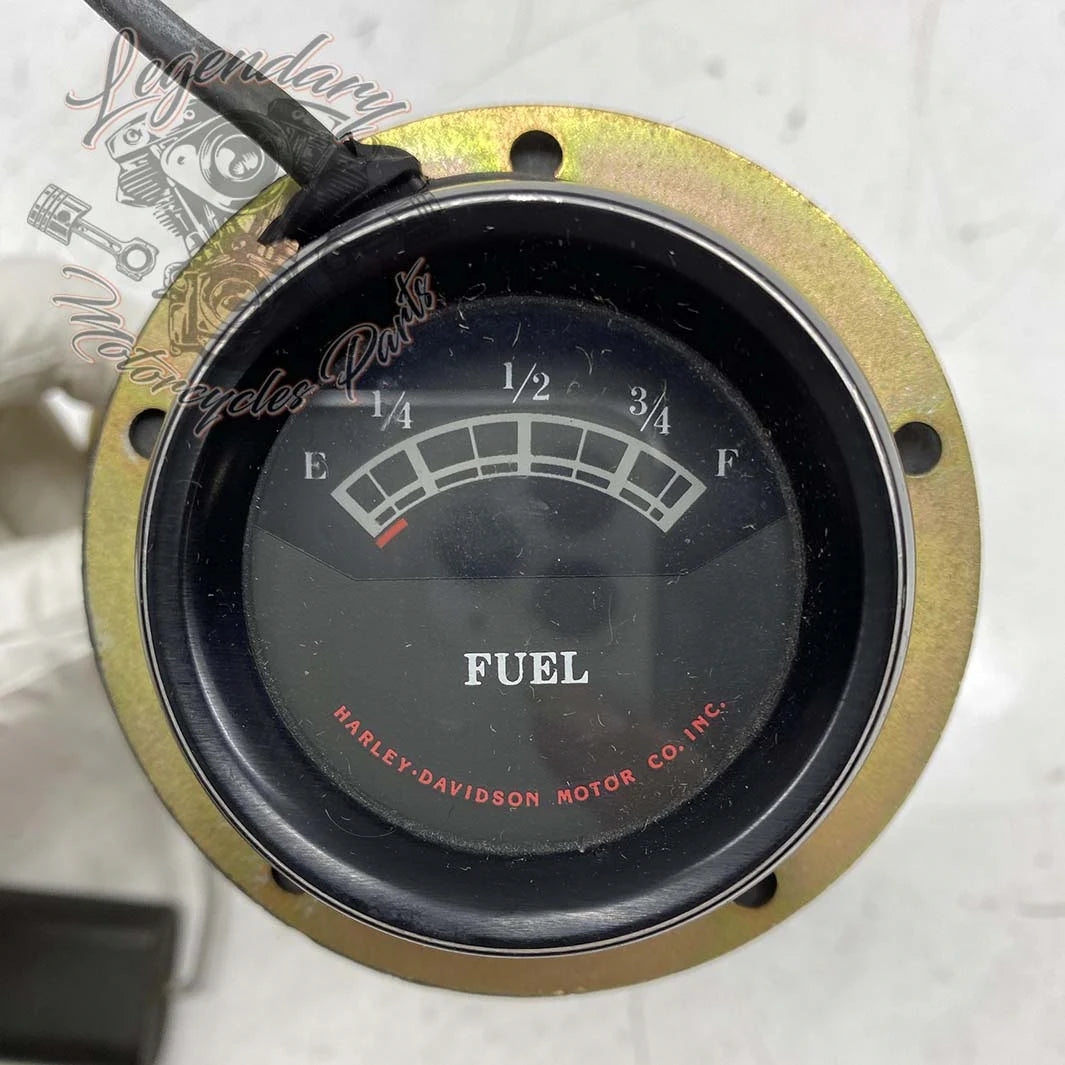 Legendary
Motorcycles Parts
1/2
1/4 3/4
E F
FUEL
HARLEY-DAVIDSON MOTOR CO. INC.